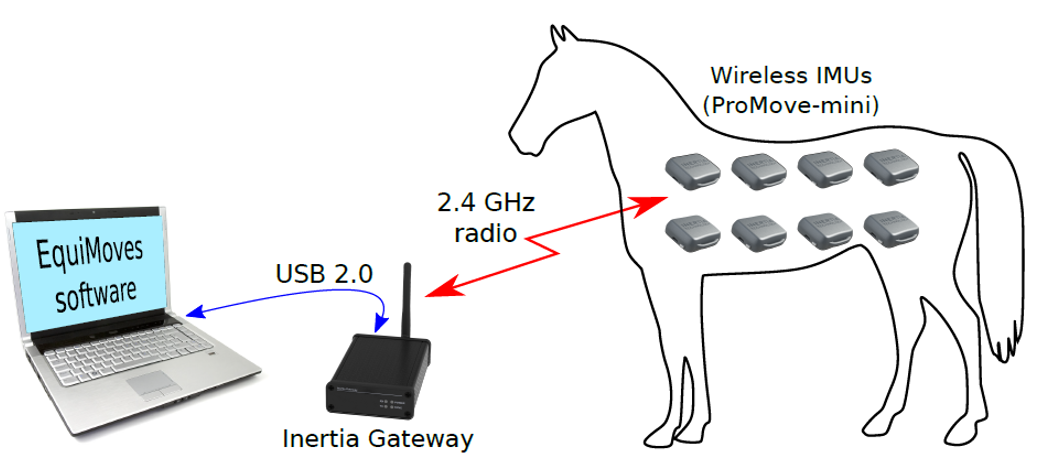 Wireless IMUs
(ProMove-mini)
2.4 GHz
radio
EquiMoves
software
USB 2.0
Inertia Gateway